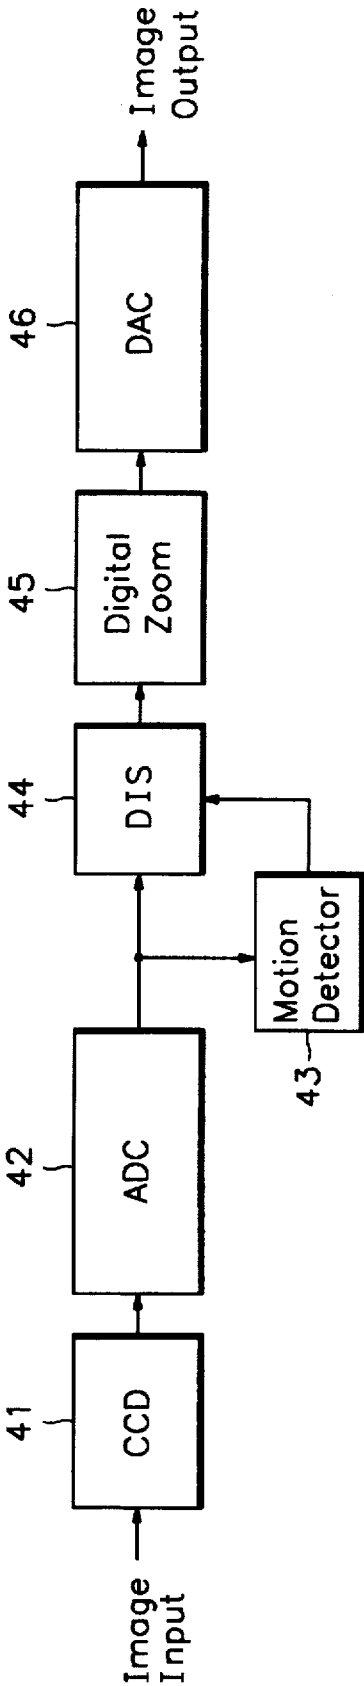 Image
Input
41
CCD
42
ADC
43
Motion
Detector
44
DIS
45
Digital
Zoom
46
DAC
Image
Output